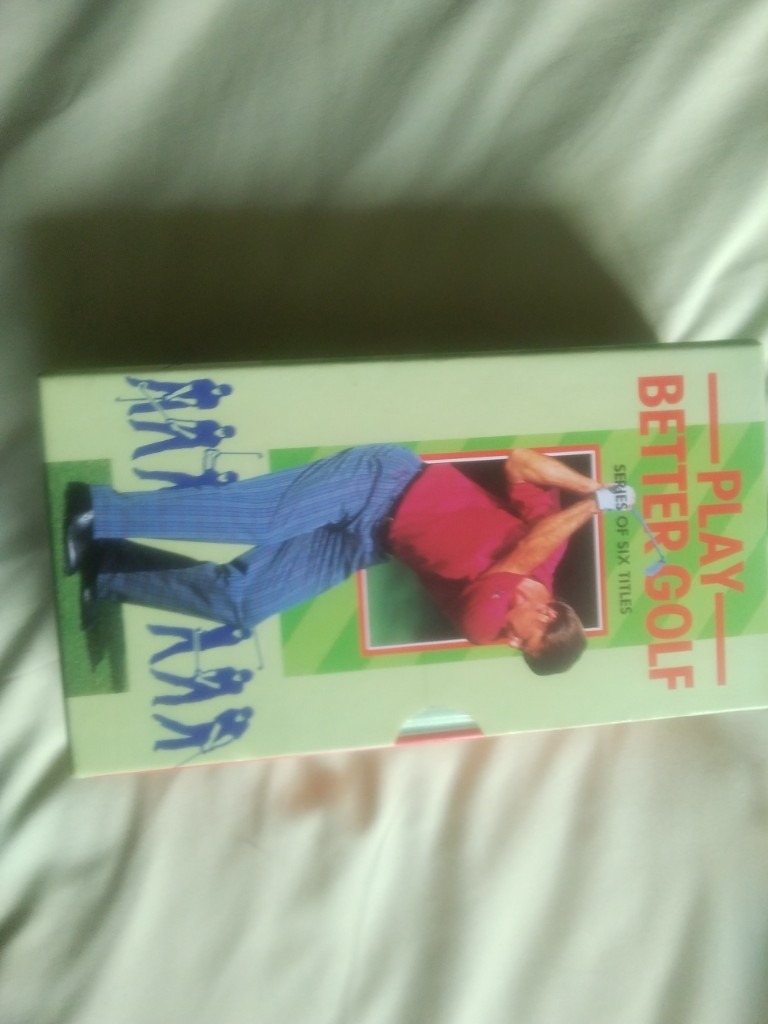 PLAY
BETTER GOLF
SERIES OF SIX TITLES